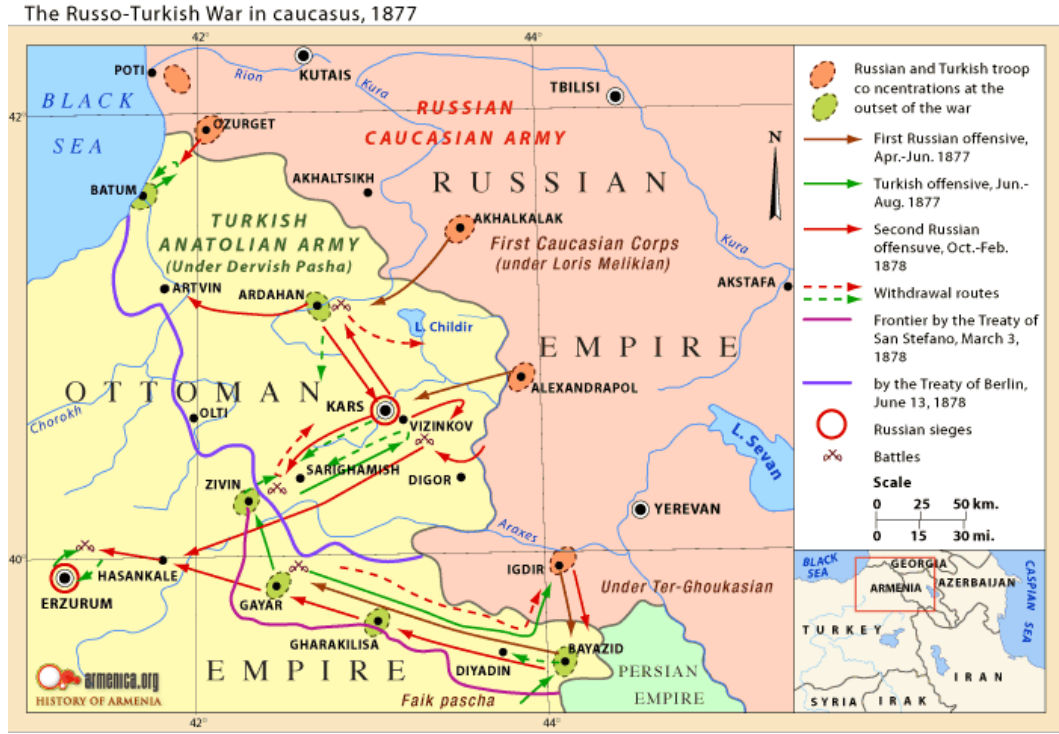 The Russo-Turkish War in caucasus, 1877
42°
44°
POTI
Rion
KUTAIS
Kura
TBILISI
BLACK
SEA
42°
OZURGET
RUSSIAN
CAUCASIAN ARMY
N
BATUM
AKHALTSIKH
RUSSIAN
TURKISH
ANATOLIAN ARMY
(Under Dervish Pasha)
AKHALKALAK
First Caucasian Corps
(under Loris Melikian)
Kura
AKSTAFA
ARTVIN
ARDAHAN
L. Childir
EMPIRE
OTTOMAN
ALEXANDRAPOL
KARS
Chorokh
OLTI
VIZINKOV
L. Sevan
SARIGHAMISH
DIGOR
ZIVIN
YEREVAN
Araxes
40°
IGDIR
HASANKALE
ERZURUM
GAYAR
Under Ter-Ghoukasian
GHARAKILISA
BAYAZID
DIYADIN
EMPIRE
PERSIAN
EMPIRE
Faik pascha
armenica.org
HISTORY OF ARMENIA
42°
44°
Russian and Turkish troop
co ncentrations at the
outset of the war
First Russian offensive,
Apr.-Jun. 1877
Turkish offensive, Jun.-
Aug. 1877
Second Russian
offensuve, Oct.-Feb.
1878
Withdrawal routes
Frontier by the Treaty of
San Stefano, March 3,
1878
by the Treaty of Berlin,
June 13, 1878
Russian sieges
Battles
Scale
0 25 50 km.
0 15 30 mi.
BLACK
SEA
GEORGIA
ARMENIA
AZERBAIJAN
CASPIAN
SEA
TURKEY
IRAN
SYRIA
IRAK